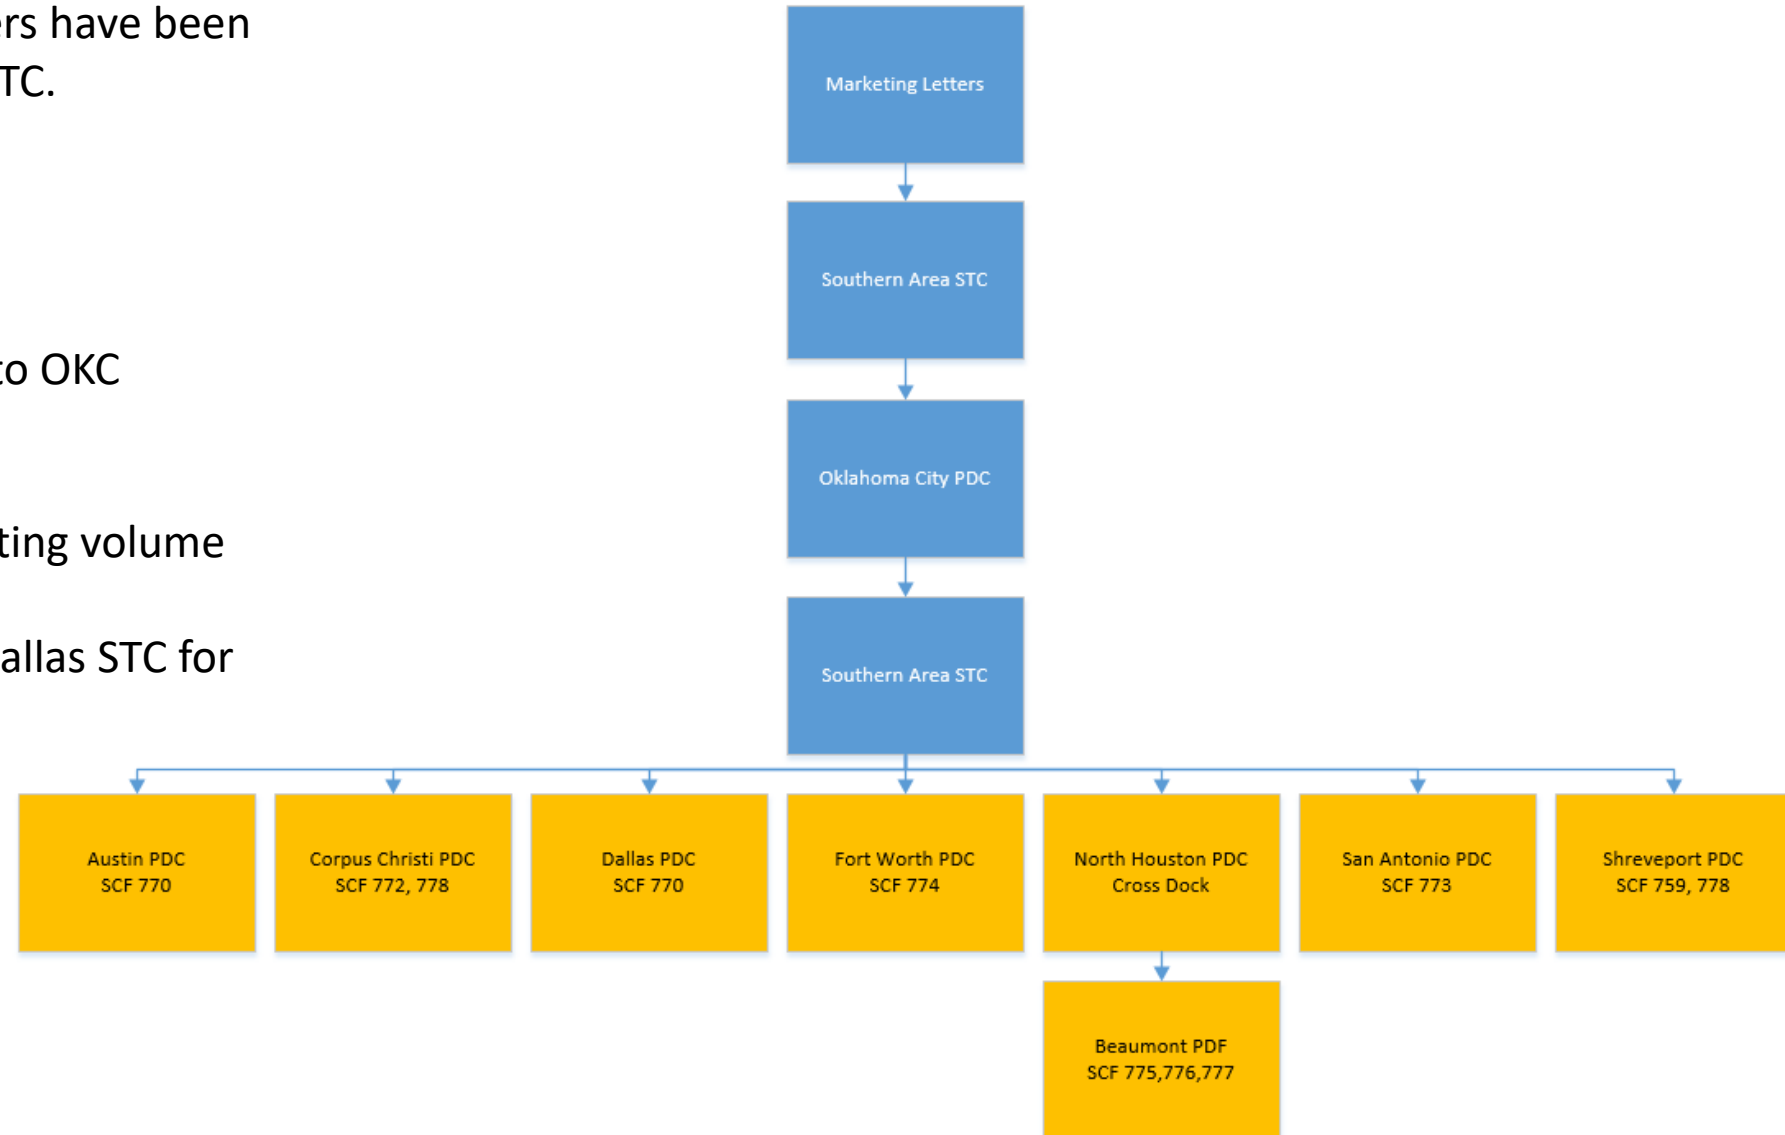 ers have been
TC.
to OKC
ting volume
allas STC for
Marketing Letters
Southern Area STC
Oklahoma City PDC
Southern Area STC
Austin PDC
SCF 770
Corpus Christi PDC
SCF 772, 778
Dallas PDC
SCF 770
Fort Worth PDC
SCF 774
North Houston PDC
Cross Dock
San Antonio PDC
SCF 773
Shreveport PDC
SCF 759, 778
Beaumont PDF
SCF 775,776,777